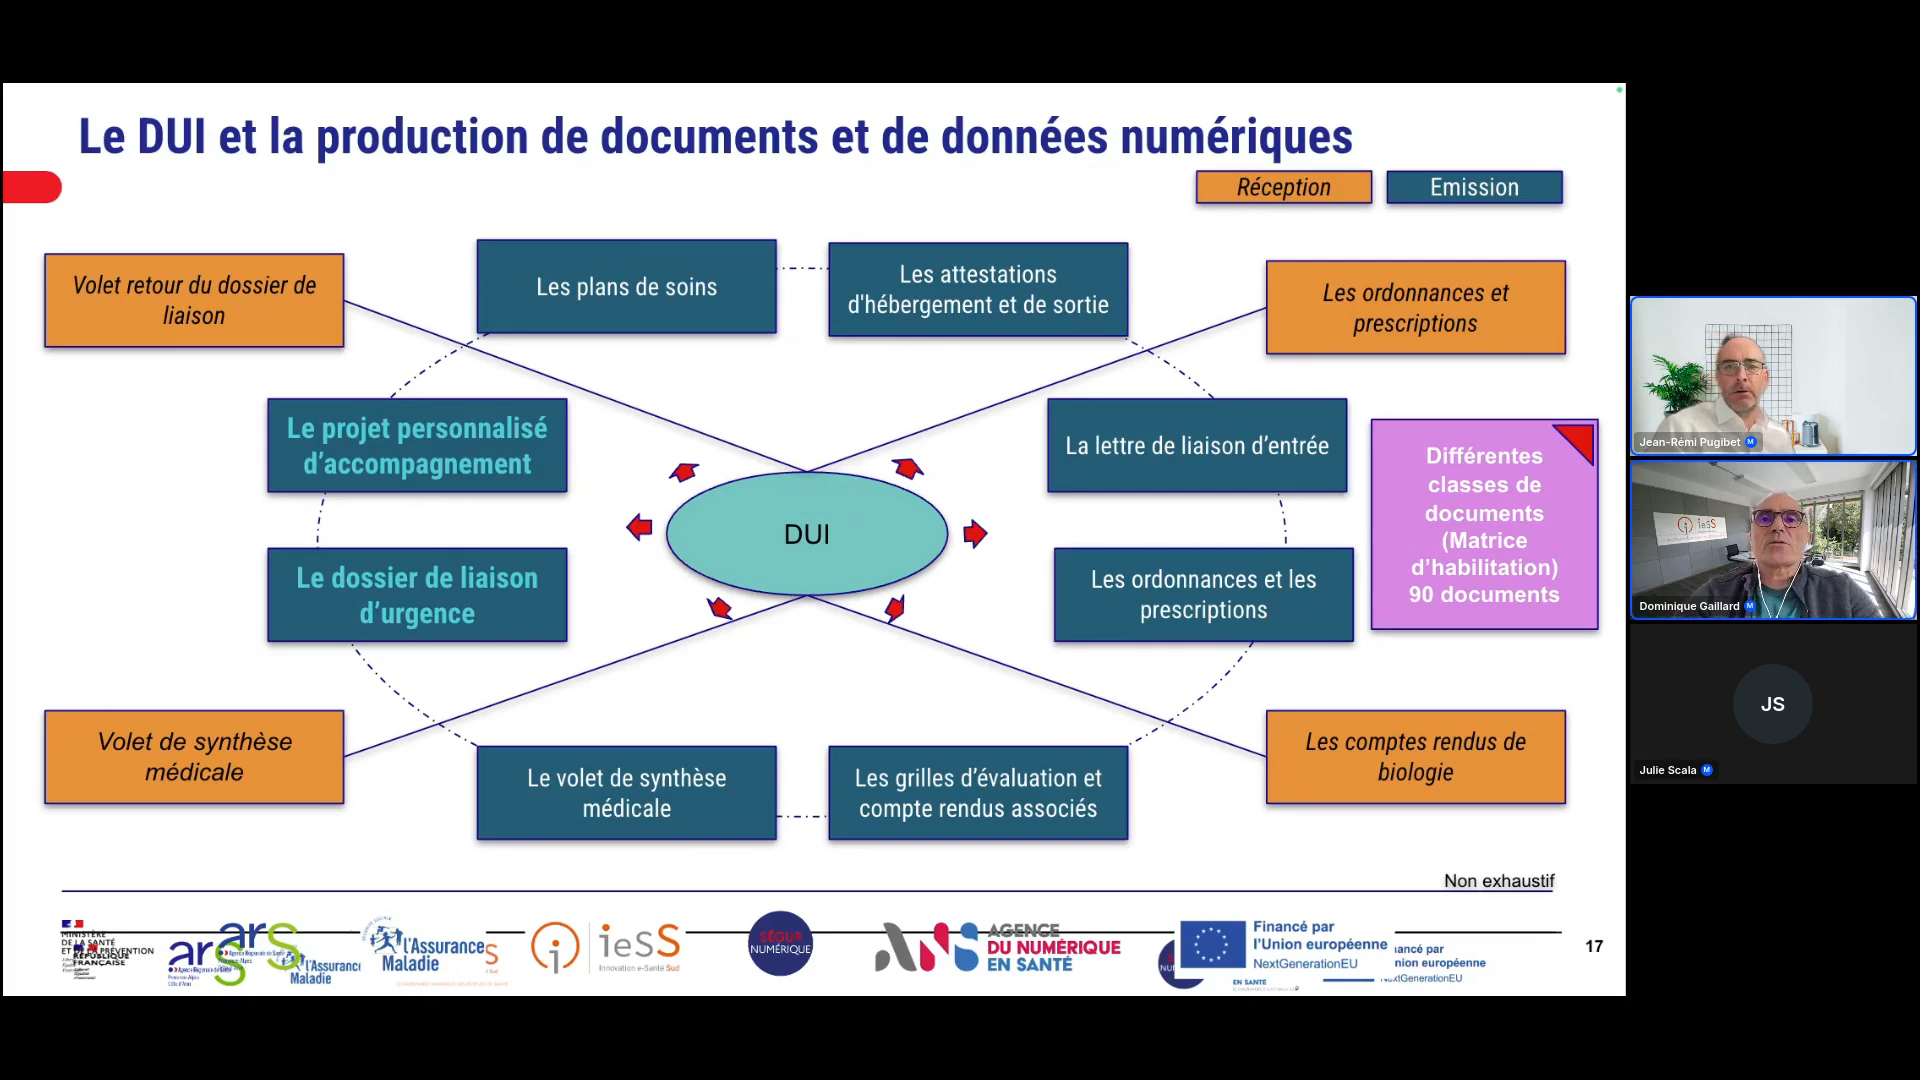 Le DUI et la production de documents et de données numériques
Réception
Emission
Volet retour du dossier de
liaison
Les plans de soins
Les attestations
d'hébergement et de sortie
Les ordonnances et
prescriptions
Le projet personnalisé
d’accompagnement
La lettre de liaison d’entrée
Différentes
classes de
documents
(Matrice
d’habilitation)
90 documents
DUI
Le dossier de liaison
d’urgence
Les ordonnances et les
prescriptions
Volet de synthèse
médicale
Le volet de synthèse
médicale
Les grilles d’évaluation et
compte rendus associés
Les comptes rendus de
biologie
Non exhaustif
MINISTÈRE
DE LA SANTÉ
ET DE LA PRÉVENTION
RÉPUBLIQUE
FRANÇAISE
ars
ars
l'Assurance
Maladie
l'Assurance
Maladie
i
ieSS
Innovation e-Santé Sud
SÉGUR
NUMÉRIQUE
ANS
AGENCE
DU NUMÉRIQUE
EN SANTÉ
EN SANTÉ
Financé par
l’Union européenne
NextGenerationEU
17
Jean-Rémi Pugibet
ieSS
Dominique Gaillard
JS
Julie Scala